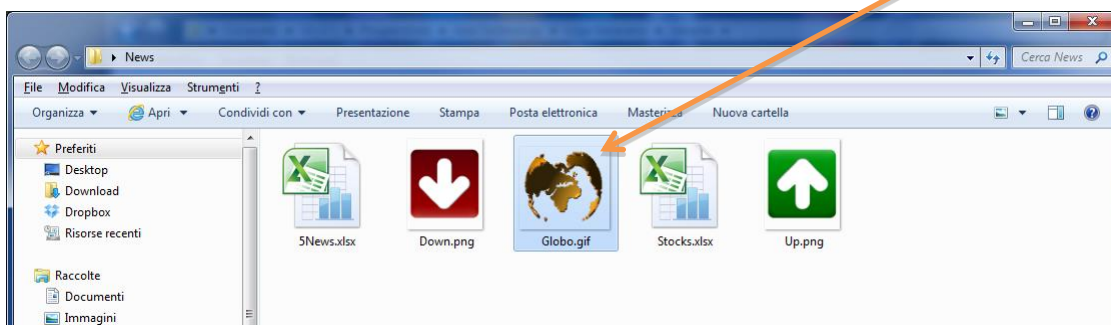 News
Cerca News
File Modifica Visualizza Strumenti ?
Organizza Apri Condividi con Presentazione Stampa Posta elettronica Masterizza Nuova cartella
Preferiti
Desktop
Download
Dropbox
Risorse recenti
Raccolte
Documenti
Immagini
5News.xlsx
Down.png
Globo.gif
Stocks.xlsx
Up.png